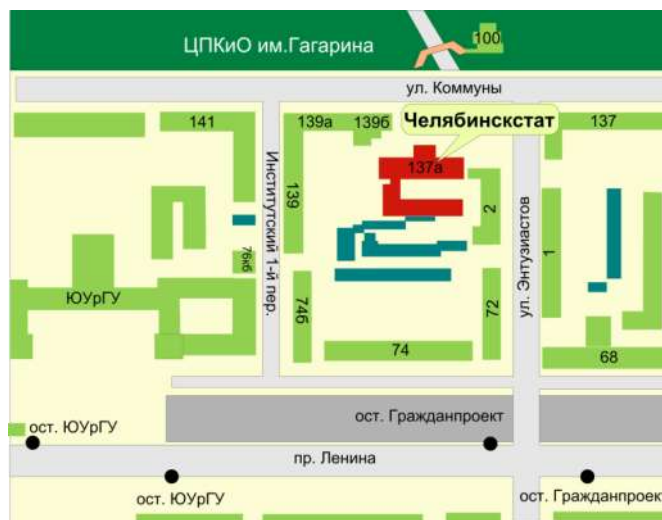 ЦПКиО им.Гагарина
100
ул. Коммуны
141
139а
139б
Челябинскстат
137
137а
Институтский 1-й пер.
139
2
ул. Энтузиастов
1
76кб
ЮУрГУ
74б
72
74
68
ост. ЮУрГУ
ост. Гражданпроект
пр. Ленина
ост. ЮУрГУ
ост. Гражданпроект